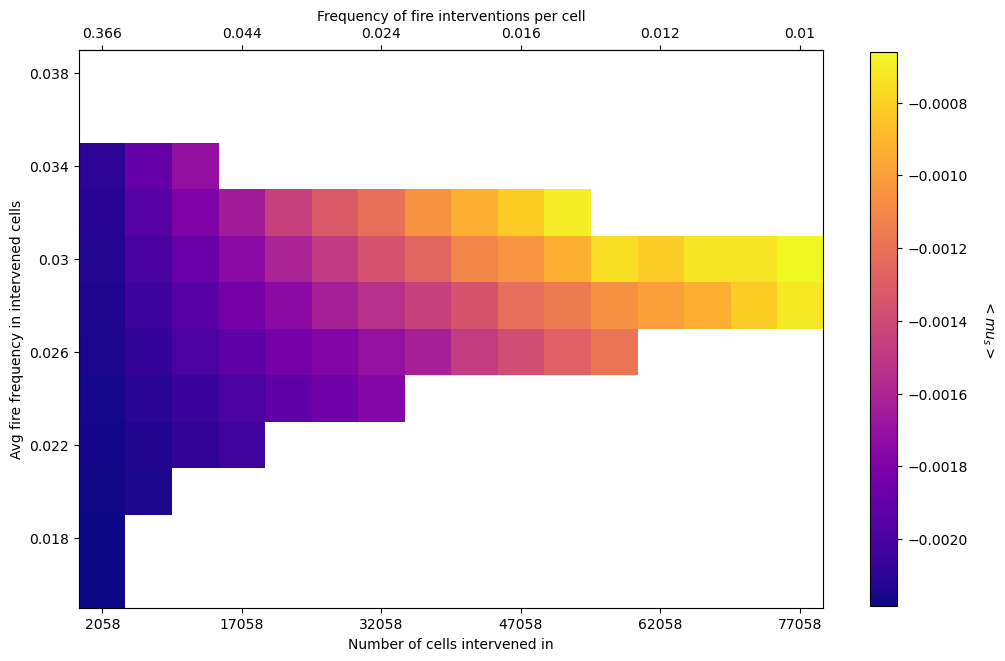 Frequency of fire interventions per cell
0.366 0.044 0.024 0.016 0.012 0.01
Avg fire frequency in intervened cells
0.038
0.034
0.03
0.026
0.022
0.018
2058 17058 32058 47058 62058 77058
Number of cells intervened in
−0.0008
−0.0010
−0.0012
−0.0014
−0.0016
−0.0018
−0.0020
< mu_s >